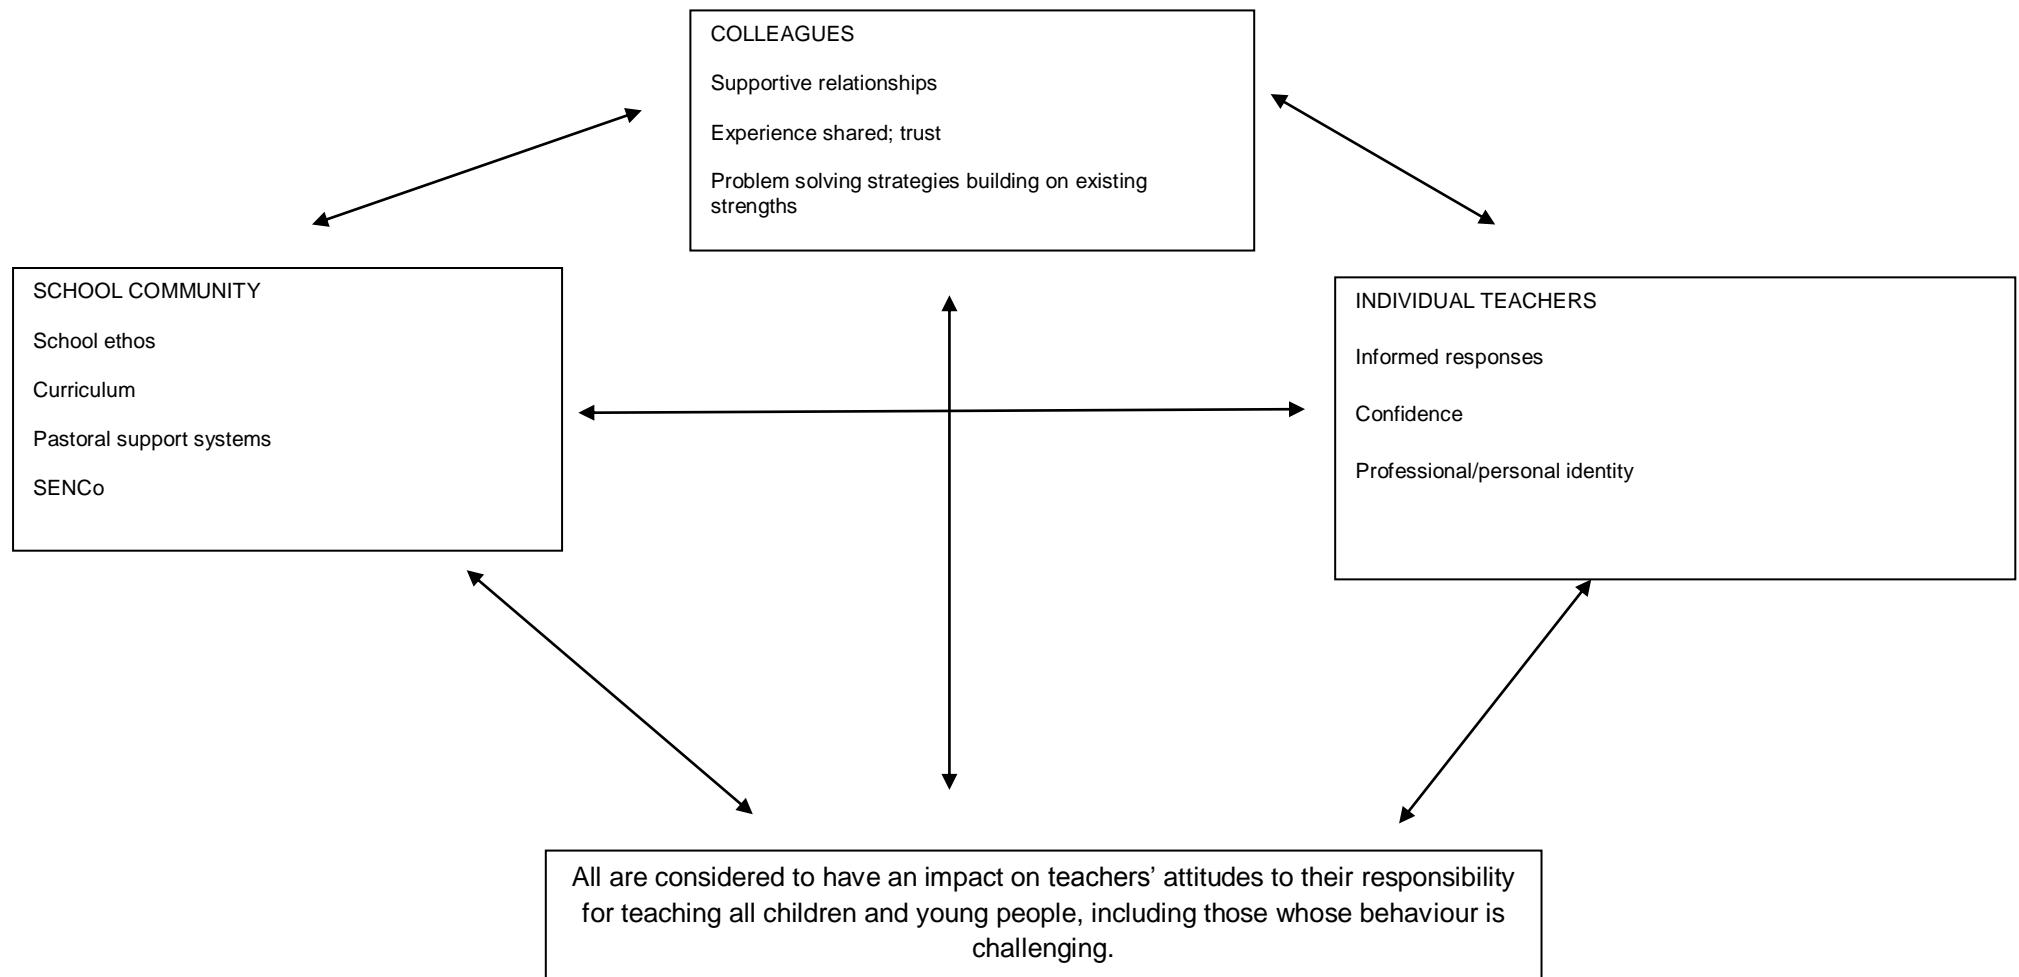 COLLEAGUES
Supportive relationships
Experience shared; trust
Problem solving strategies building on existing
strengths
SCHOOL COMMUNITY
School ethos
Curriculum
Pastoral support systems
SENCo
INDIVIDUAL TEACHERS
Informed responses
Confidence
Professional/personal identity
All are considered to have an impact on teachers’ attitudes to their responsibility
for teaching all children and young people, including those whose behaviour is
challenging.